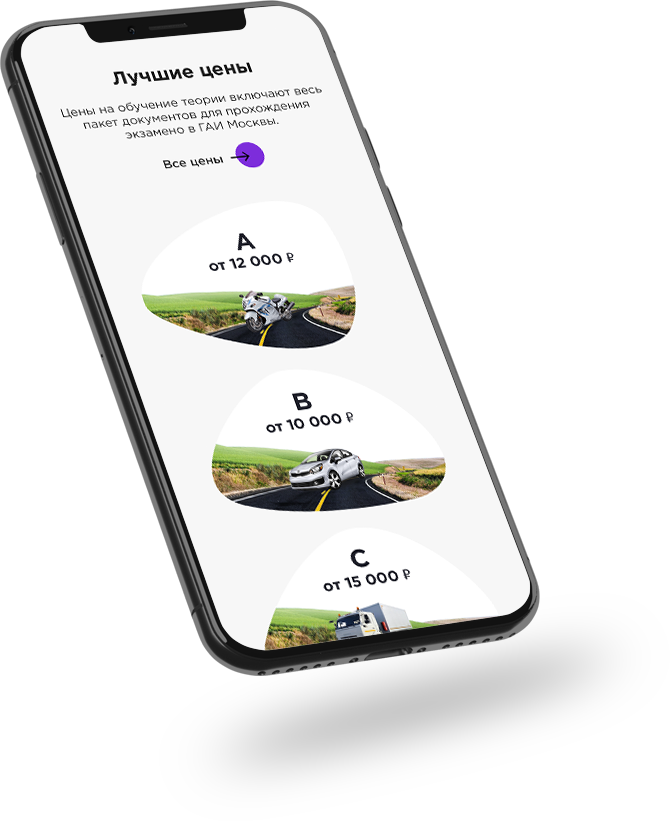 Лучшие цены
Цены на обучение теории включают весь
пакет документов для прохождения
экзамено в ГАИ Москвы.
Все цены
A
от 12 000 ₽
B
от 10 000 ₽
C
от 15 000 ₽